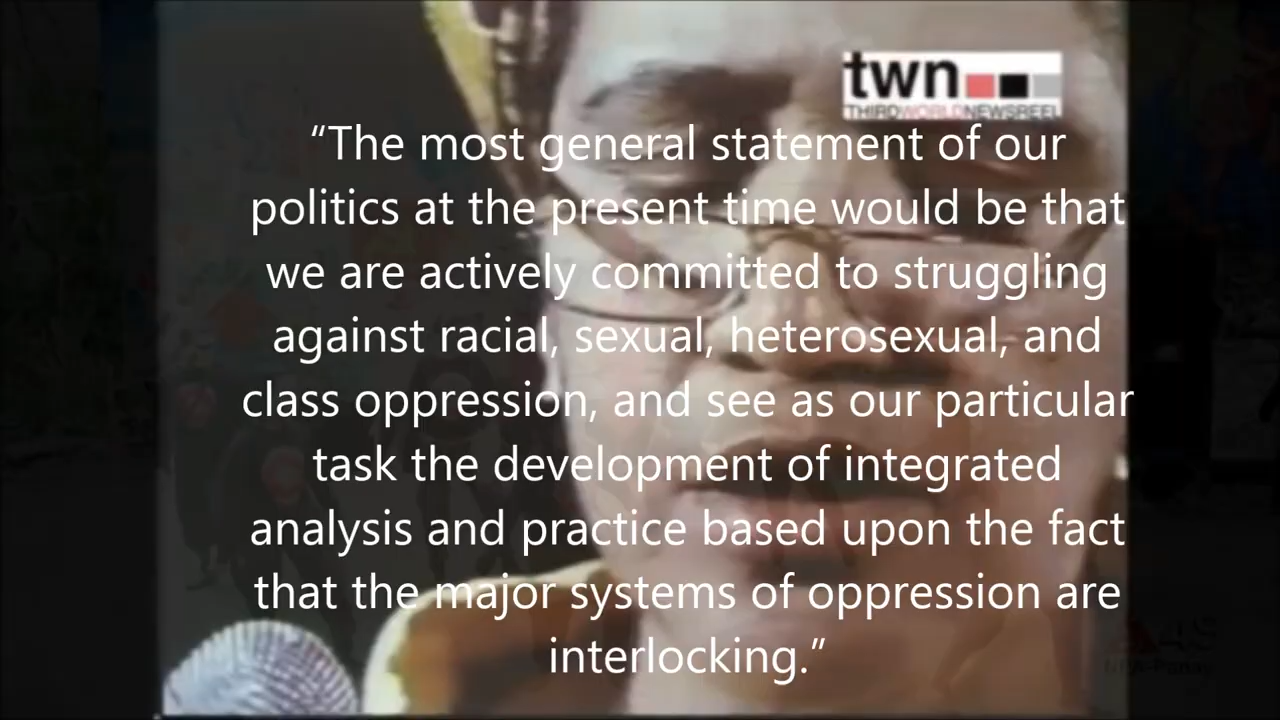 twn
THIRDWORLDNEWSREEL
“The most general statement of our
politics at the present time would be that
we are actively committed to struggling
against racial, sexual, heterosexual, and
class oppression, and see as our particular
task the development of integrated
analysis and practice based upon the fact
that the major systems of oppression are
interlocking.”